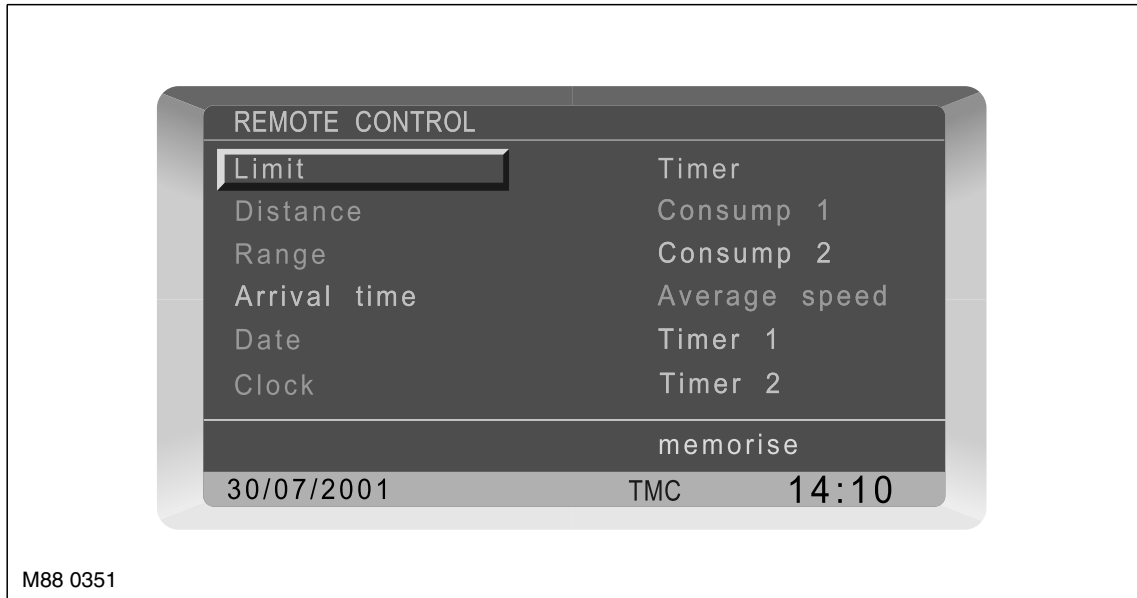 REMOTE CONTROL
Limit Timer
Distance Consump 1
Range Consump 2
Arrival time Average speed
Date Timer 1
Clock Timer 2
memorise
30/07/2001 TMC 14:10
M88 0351